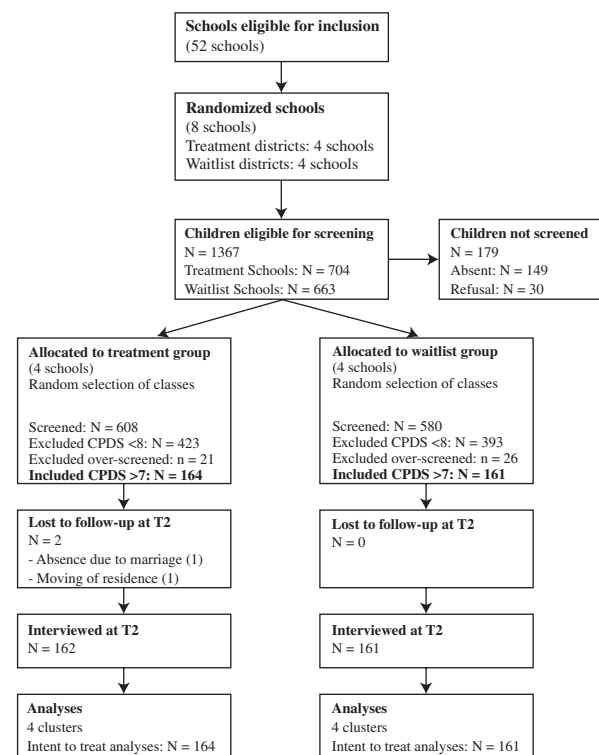 Schools eligible for inclusion
(52 schools)
Randomized schools
(8 schools)
Treatment districts: 4 schools
Waitlist districts: 4 schools
Children eligible for screening
N = 1367
Treatment Schools: N = 704
Waitlist Schools: N = 663
Children not screened
N = 179
Absent: N = 149
Refusal: N = 30
Allocated to treatment group
(4 schools)
Random selection of classes
Screened: N = 608
Excluded CPDS <8: N = 423
Excluded over-screened: n = 21
Included CPDS >7: N = 164
Allocated to waitlist group
(4 schools)
Random selection of classes
Screened: N = 580
Excluded CPDS <8: N = 393
Excluded over-screened: n = 26
Included CPDS >7: N = 161
Lost to follow-up at T2
N = 2
- Absence due to marriage (1)
- Moving of residence (1)
Lost to follow-up at T2
N = 0
Interviewed at T2
N = 162
Interviewed at T2
N = 161
Analyses
4 clusters
Intent to treat analyses: N = 164
Analyses
4 clusters
Intent to treat analyses: N = 161